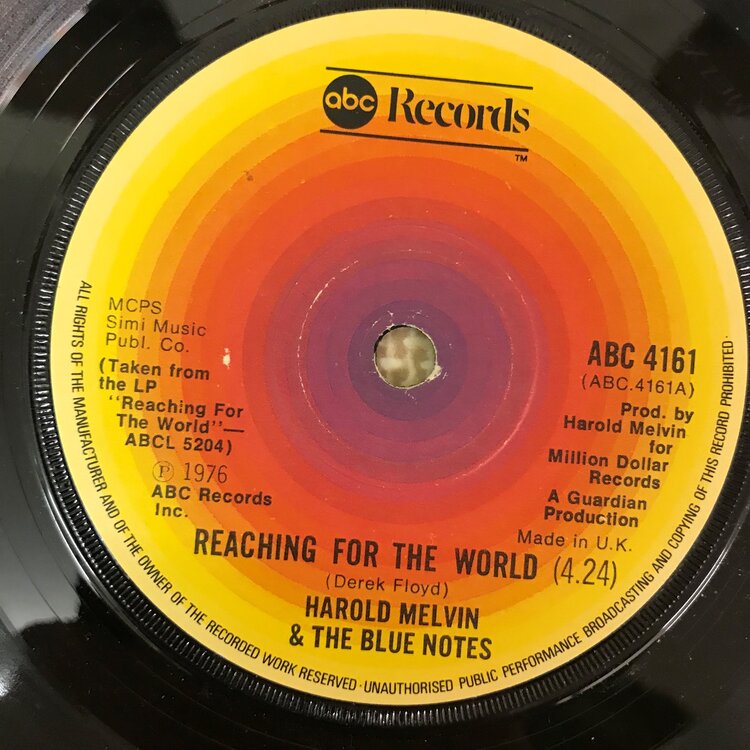 abc Records
™
MCPS
Simi Music
Publ. Co.
(Taken from
the LP
"Reaching For
The World"—
ABCL 5204)
Ⓟ 1976
ABC Records
Inc.
ABC 4161
(ABC.4161A)
Prod. by
Harold Melvin
for
Million Dollar
Records
A Guardian
Production
Made in U.K.
REACHING FOR THE WORLD (4.24)
(Derek Floyd)
HAROLD MELVIN
& THE BLUE NOTES
ALL RIGHTS OF THE MANUFACTURER AND OF THE OWNER OF THE RECORDED WORK RESERVED · UNAUTHORISED PUBLIC PERFORMANCE BROADCASTING AND COPYING OF THIS RECORD PROHIBITED ·